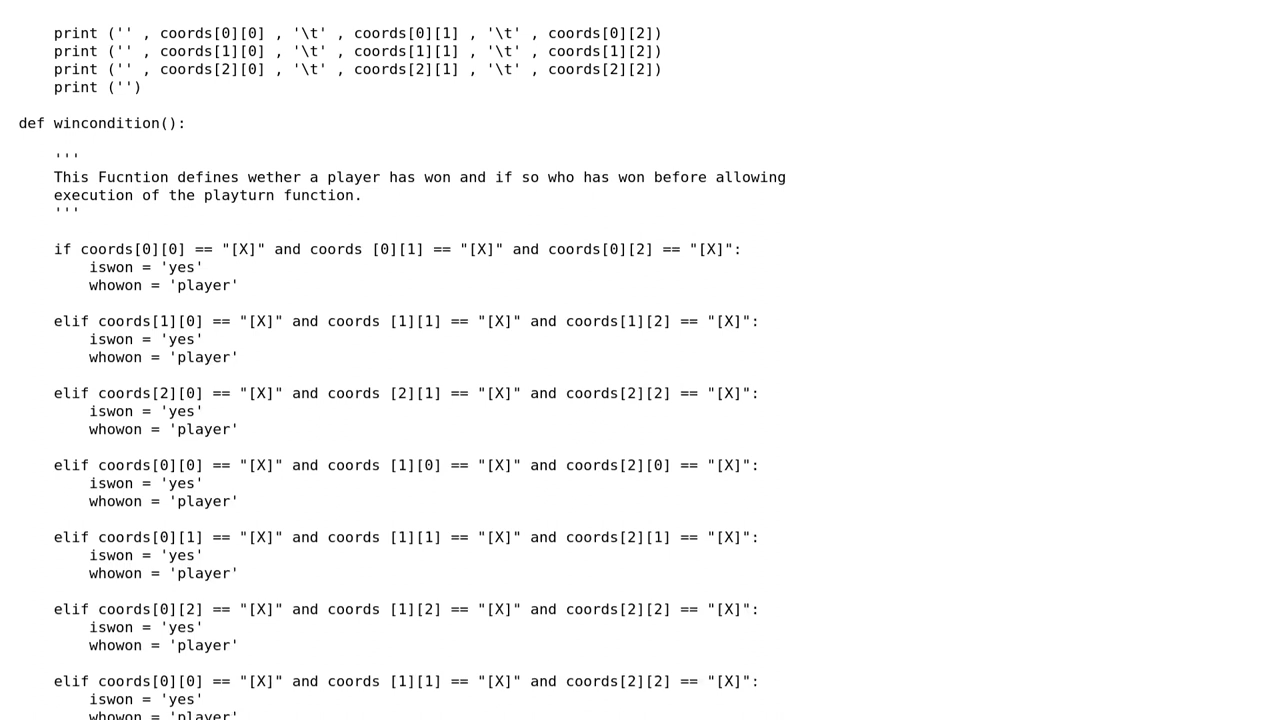 print ('' , coords[0][0] , '\t' , coords[0][1] , '\t' , coords[0][2])
print ('' , coords[1][0] , '\t' , coords[1][1] , '\t' , coords[1][2])
print ('' , coords[2][0] , '\t' , coords[2][1] , '\t' , coords[2][2])
print ('')
def wincondition():
'''
This Fucntion defines wether a player has won and if so who has won before allowing
execution of the playturn function.
'''
if coords[0][0] == "[X]" and coords [0][1] == "[X]" and coords[0][2] == "[X]":
iswon = 'yes'
whowon = 'player'
elif coords[1][0] == "[X]" and coords [1][1] == "[X]" and coords[1][2] == "[X]":
iswon = 'yes'
whowon = 'player'
elif coords[2][0] == "[X]" and coords [2][1] == "[X]" and coords[2][2] == "[X]":
iswon = 'yes'
whowon = 'player'
elif coords[0][0] == "[X]" and coords [1][0] == "[X]" and coords[2][0] == "[X]":
iswon = 'yes'
whowon = 'player'
elif coords[0][1] == "[X]" and coords [1][1] == "[X]" and coords[2][1] == "[X]":
iswon = 'yes'
whowon = 'player'
elif coords[0][2] == "[X]" and coords [1][2] == "[X]" and coords[2][2] == "[X]":
iswon = 'yes'
whowon = 'player'
elif coords[0][0] == "[X]" and coords [1][1] == "[X]" and coords[2][2] == "[X]":
iswon = 'yes'
whowon = 'player'